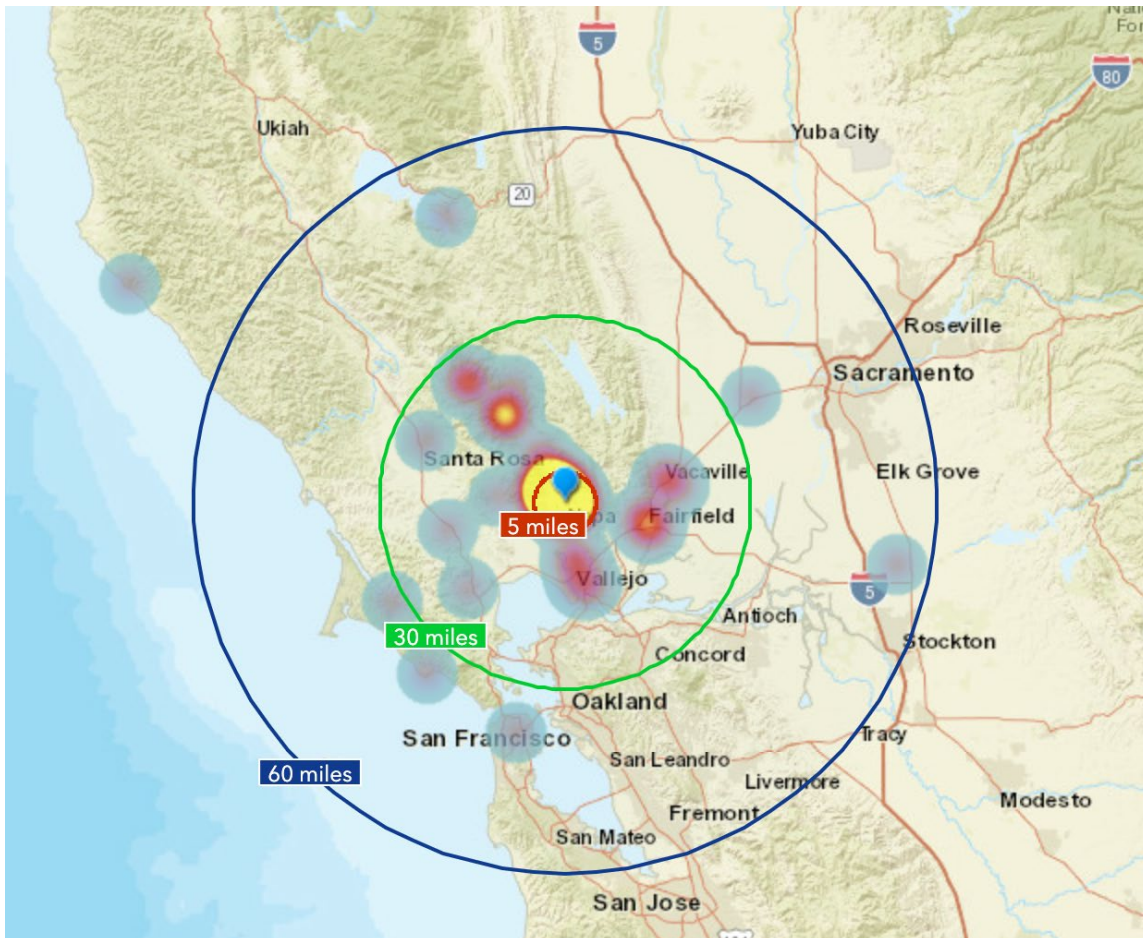 5
80
Ukiah
Yuba City
20
Roseville
Sacramento
Santa Rosa
Vacaville
Elk Grove
5 miles
Fairfield
Vallejo
5
Antioch
30 miles
Stockton
Concord
Oakland
San Francisco
Tracy
San Leandro
60 miles
Livermore
Modesto
Fremont
San Mateo
San Jose